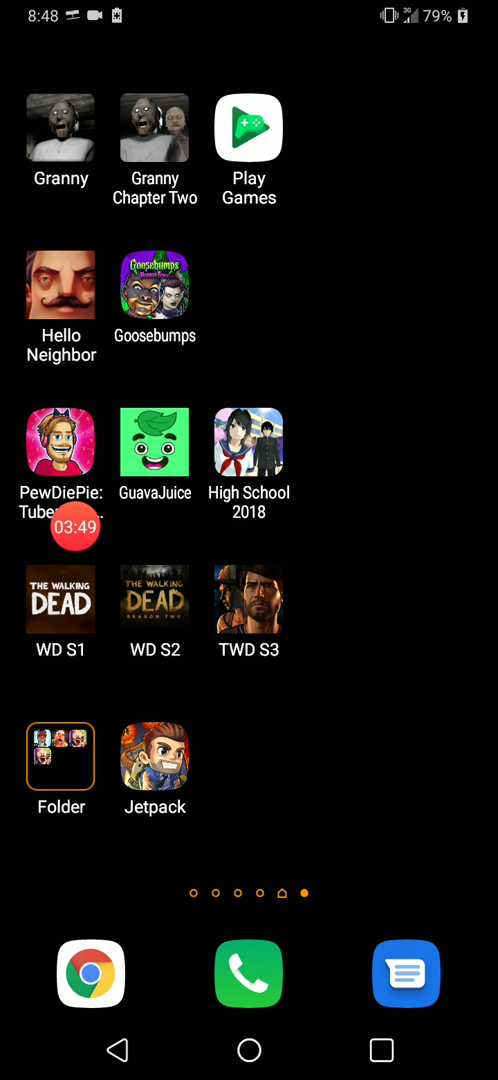 8:48
3G 79%
Granny
Granny
Chapter Two
Play
Games
Goosebumps
Hello
Neighbor
Goosebumps
PewDiePie:
GuavaJuice
High School
2018
03:49
THE WALKING
DEAD
THE WALKING
DEAD
SEASON TWO
WD S1
WD S2
TWD S3
Folder
Jetpack